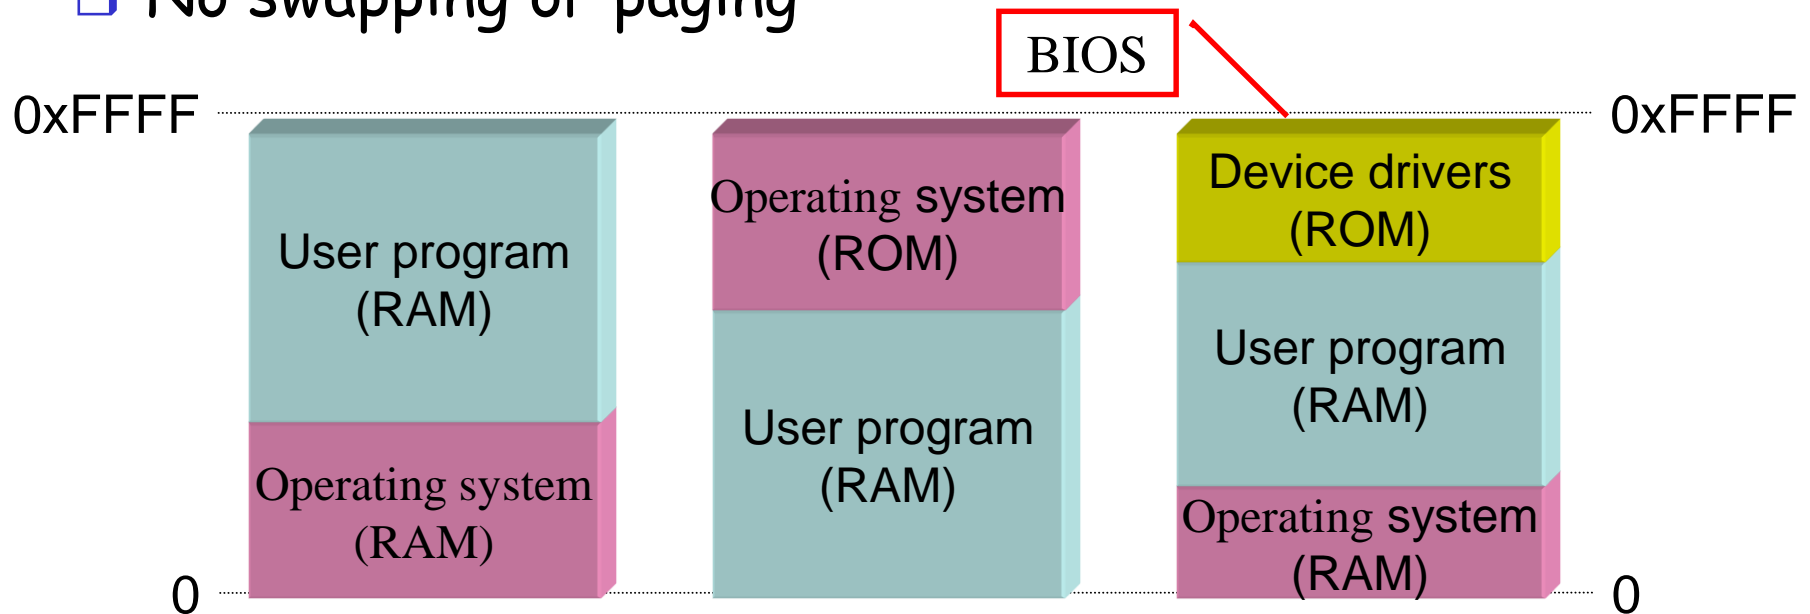 No swapping or paging
BIOS
0xFFFF
0xFFFF
User program
(RAM)
Operating system
(RAM)
Operating system
(ROM)
User program
(RAM)
Device drivers
(ROM)
User program
(RAM)
Operating system
(RAM)
0
0